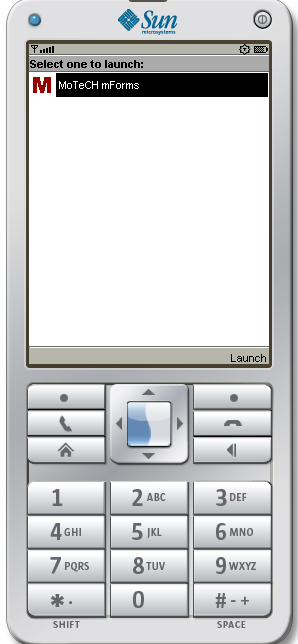 Sun
microsystems
Select one to launch:
M MoTeCH mForms
Launch
1 2 ABC 3 DEF
4 GHI 5 JKL 6 MNO
7 PQRS 8 TUV 9 WXYZ
* . 0 # - +
SHIFT SPACE